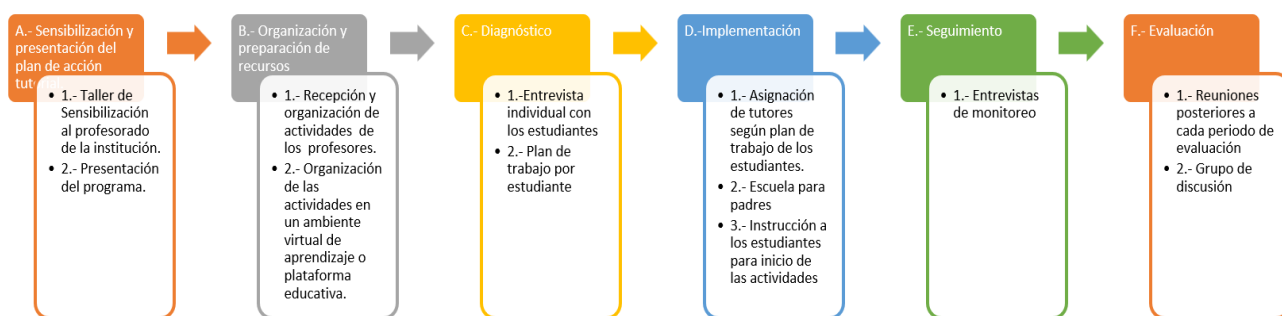 A.- Sensibilización y
presentación del
plan de acción
• 1.- Taller de
Sensibilización
al profesorado
de la institución.
• 2.- Presentación
del programa.
B.- Organización y
preparación de
recursos
• 1.- Recepción y
organización de
actividades de
los profesores.
• 2.- Organización
de las
actividades en
un ambiente
virtual de
aprendizaje o
plataforma
educativa.
C.- Diagnóstico
• 1.-Entrevista
individual con
los estudiantes
• 2.- Plan de
trabajo por
estudiante
D.-Implementación
• 1.- Asignación
de tutores
según plan de
trabajo de los
estudiantes.
• 2.- Escuela para
padres
• 3.- Instrucción a
los estudiantes
para inicio de
las actividades
E.- Seguimiento
• 1.- Entrevistas
de monitoreo
F.- Evaluación
• 1.- Reuniones
posteriores a
cada periodo de
evaluación
• 2.- Grupo de
discusión